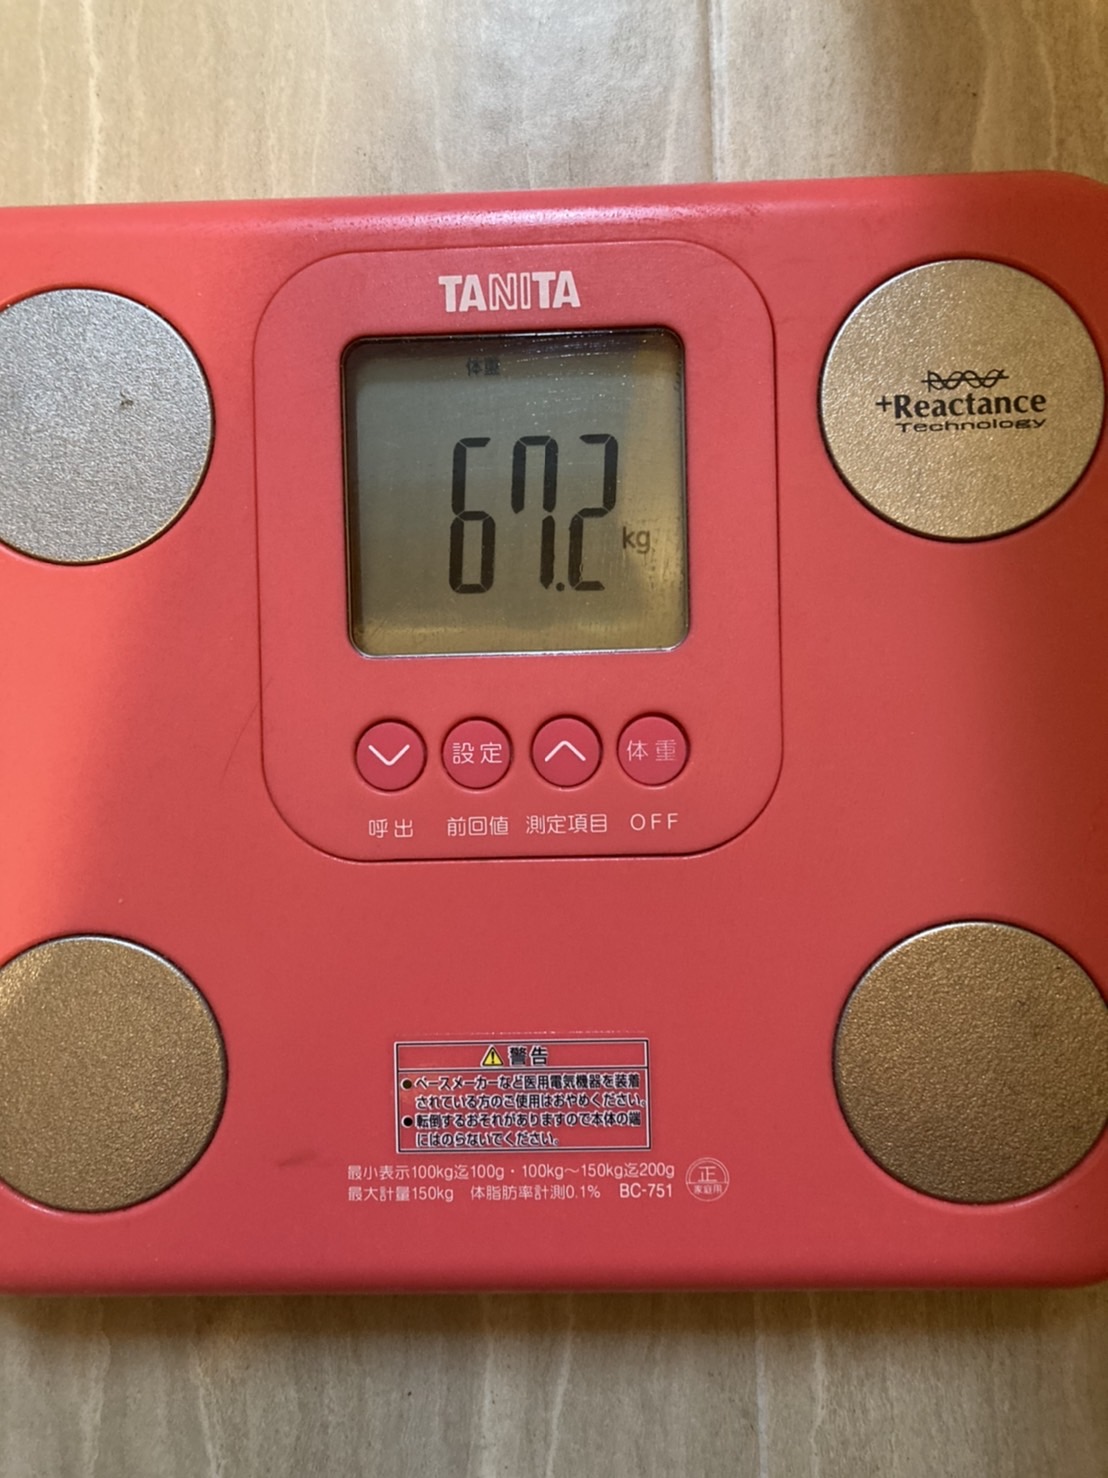 TANITA
体重
67.2 kg
+Reactance
Technology
設定
体重
呼出
前回値
測定項目
OFF
警告
●ペースメーカーなど医用電気機器を装着
されている方のご使用はおやめください。
●転倒するおそれがありますので本体の端
にはのらないでください。
最小表示100kg迄100g・100kg～150kg迄200g
最大計量150kg 体脂肪率計測0.1% BC-751
正
家庭用